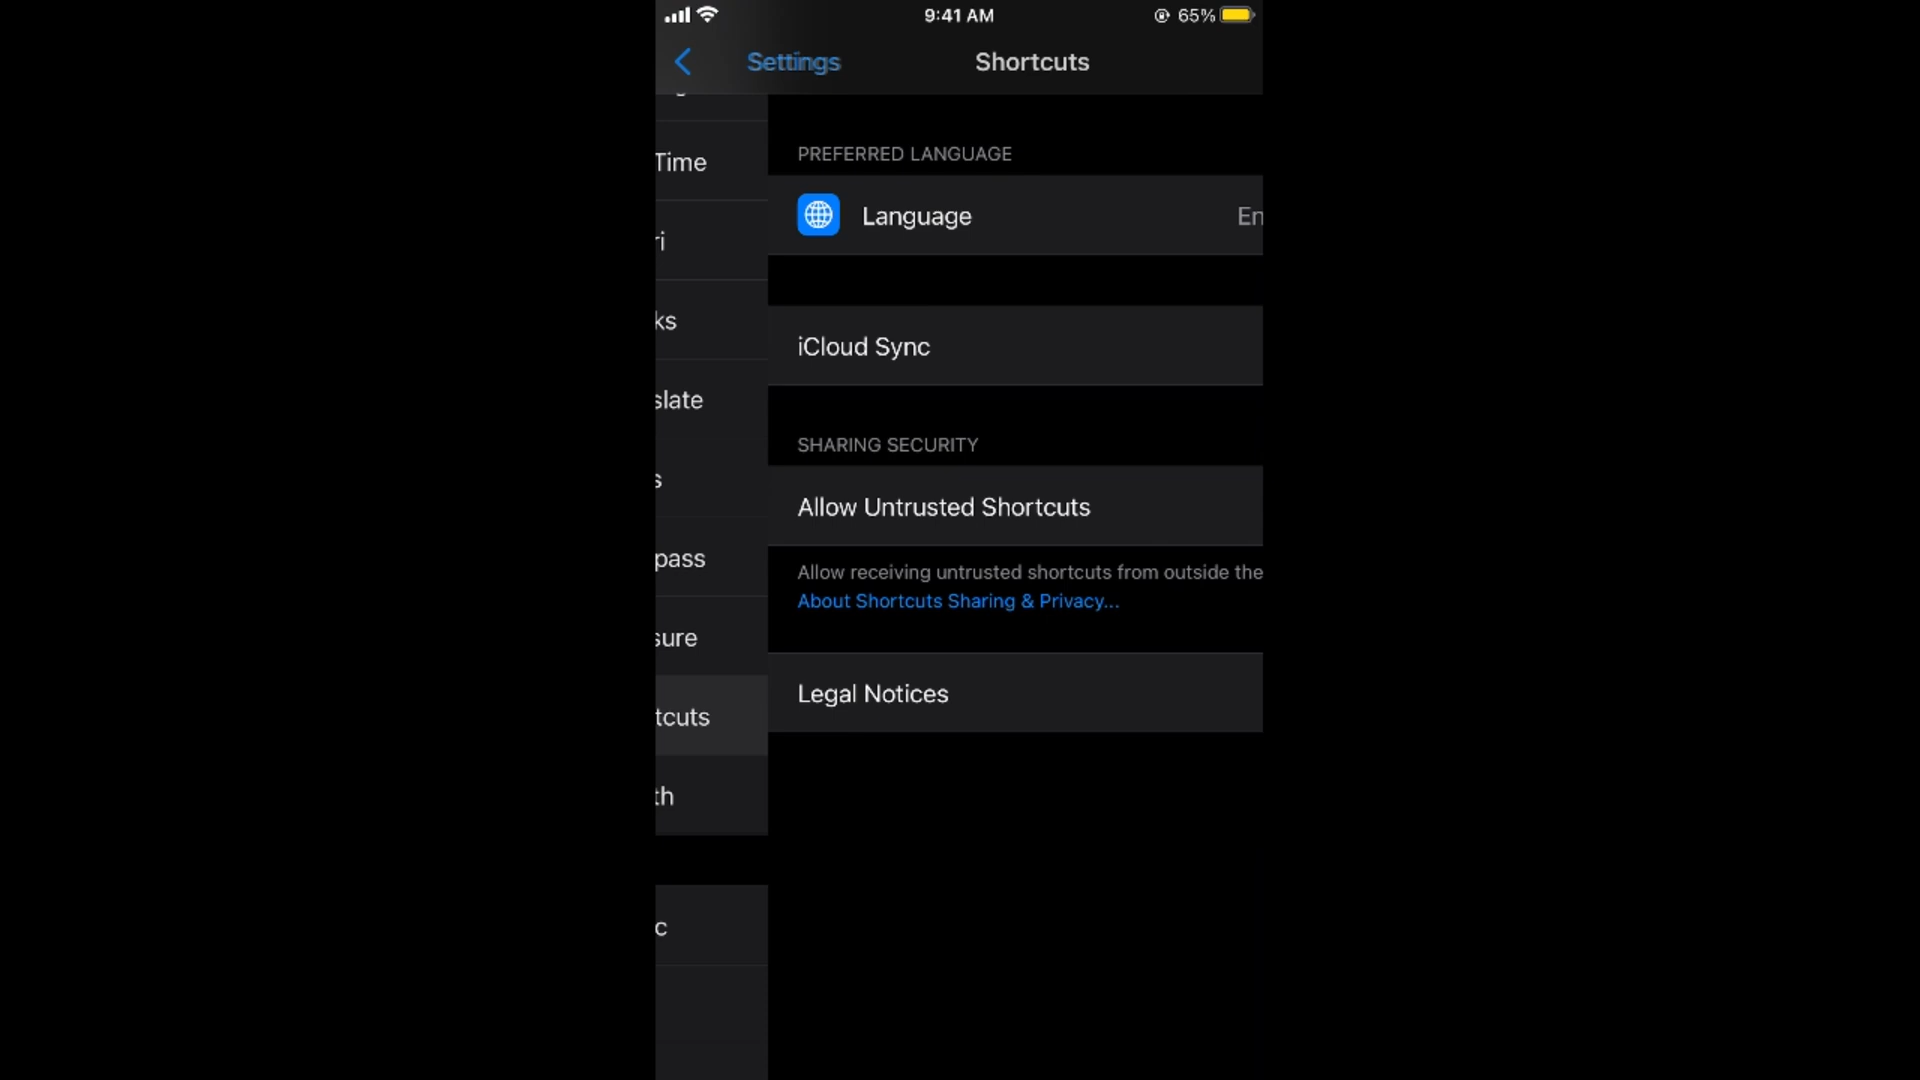 9:41 AM
65%
Settings
Shortcuts
Time
ri
ks
slate
s
pass
sure
tcuts
th
c
PREFERRED LANGUAGE
Language
En
iCloud Sync
SHARING SECURITY
Allow Untrusted Shortcuts
Allow receiving untrusted shortcuts from outside the
About Shortcuts Sharing & Privacy...
Legal Notices